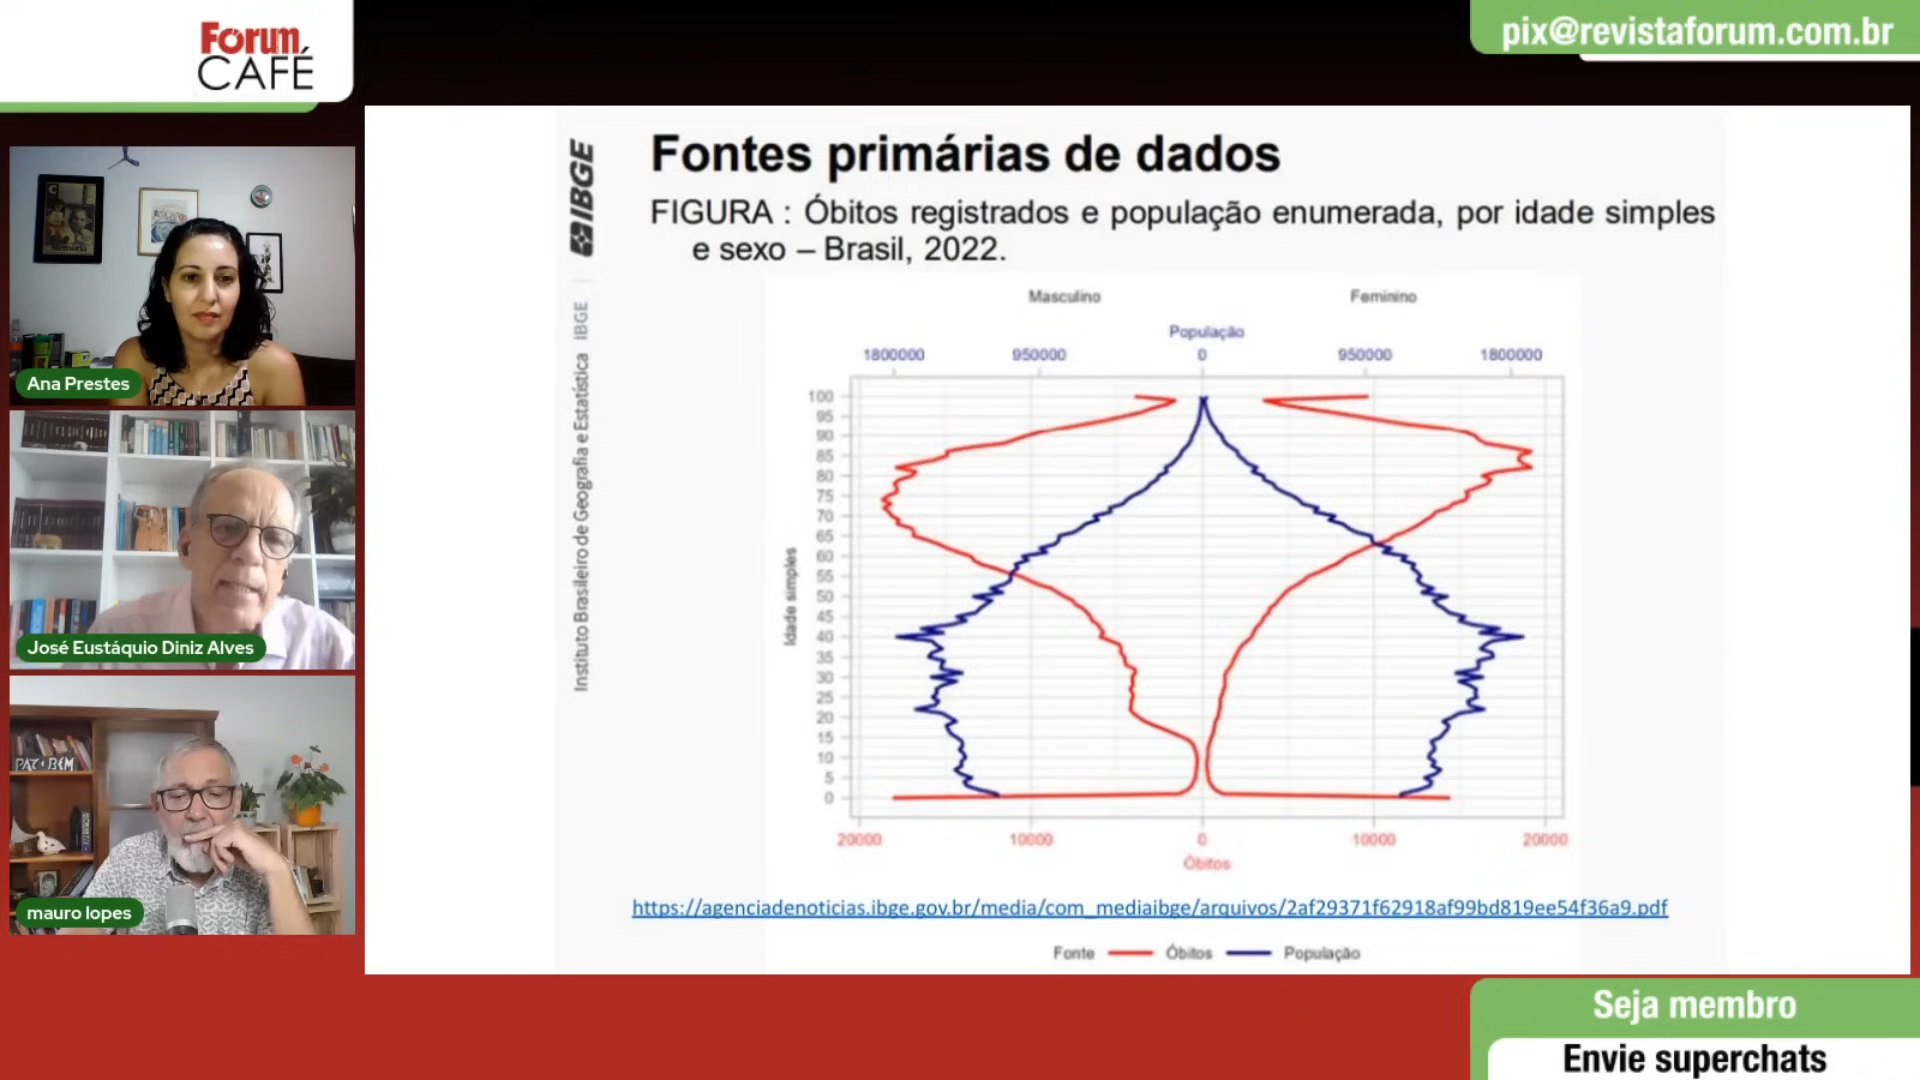 Forum
CAFÉ
pix@revistaforum.com.br
Ana Prestes
José Eustáquio Diniz Alves
PAZ BEM
mauro lopes
IBGE
Instituto Brasileiro de Geografia e Estatística IBGE
Fontes primárias de dados
FIGURA : Óbitos registrados e população enumerada, por idade simples
e sexo – Brasil, 2022.
Masculino Feminino
População
1800000 950000 0 950000 1800000
Idade simples
100
95
90
85
80
75
70
65
60
55
50
45
40
35
30
25
20
15
10
5
0
20000 10000 0 10000 20000
Óbitos
https://agenciadenoticias.ibge.gov.br/media/com_mediaibge/arquivos/2af29371f62918af99bd819ee54f36a9.pdf
Fonte Óbitos População
Seja membro
Envie superchats